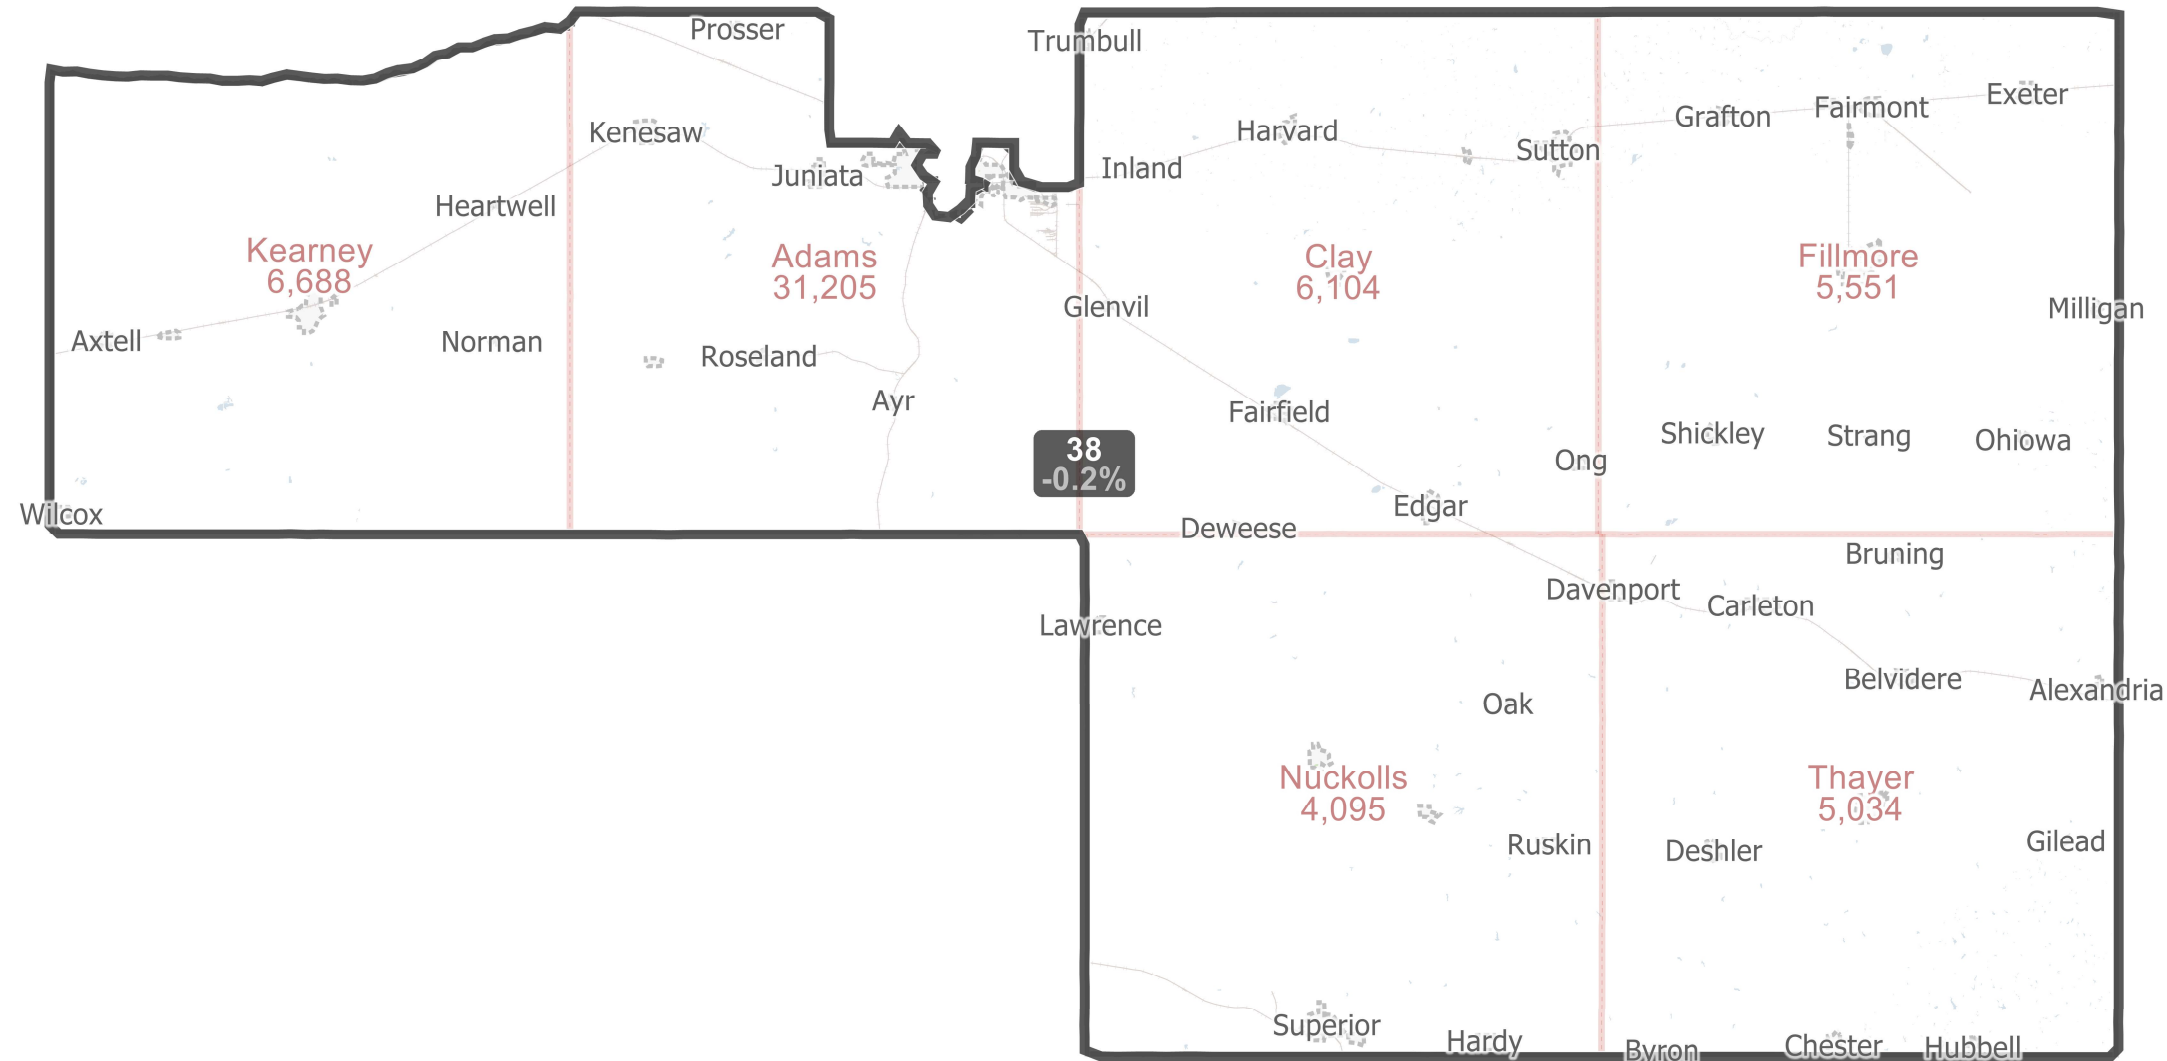 Prosser
Trumbull
Exeter
Fairmont
Grafton
Kenesaw
Harvard
Sutton
Inland
Juniata
Heartwell
Kearney
6,688
Adams
31,205
Clay
6,104
Fillmore
5,551
Glenvil
Milligan
Axtell
Norman
Roseland
Ayr
Fairfield
Shickley
Strang
Ohiowa
38
-0.2%
Ong
Edgar
Wilcox
Deweese
Bruning
Davenport
Carleton
Lawrence
Belvidere
Alexandria
Oak
Nuckolls
4,095
Thayer
5,034
Ruskin
Deshler
Gilead
Superior
Hardy
Byron
Chester
Hubbell